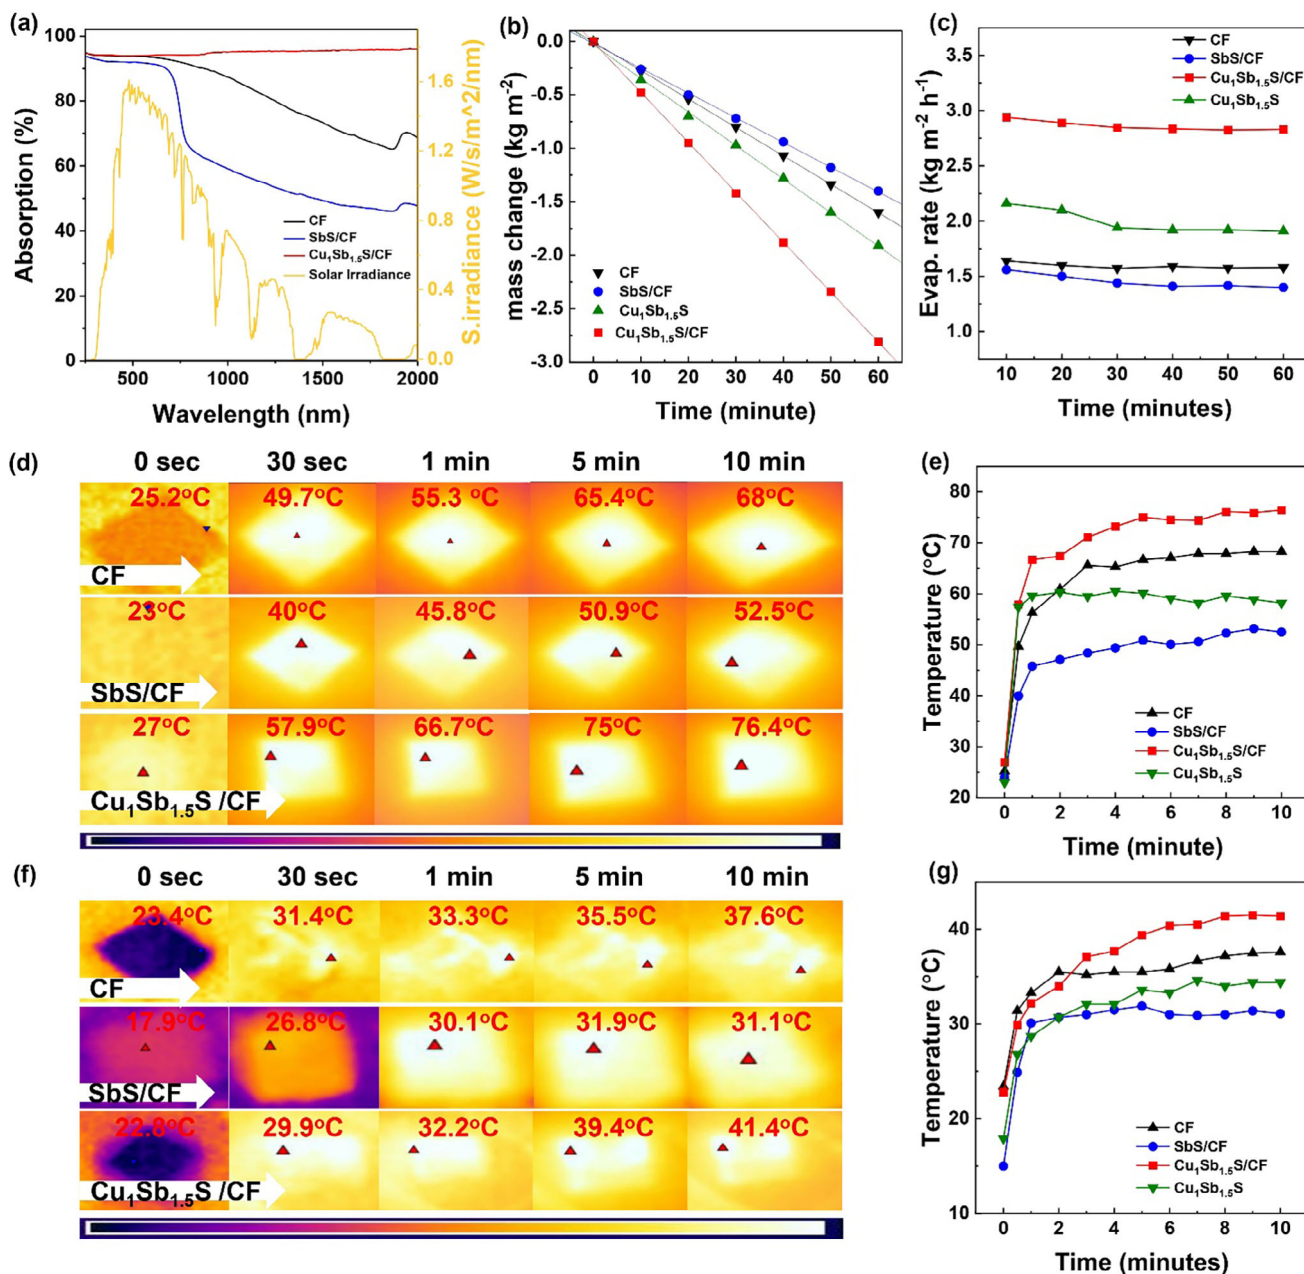 (a)
100
80
60
40
20
0
Absorption (%)
500
1000
1500
2000
Wavelength (nm)
1.6
1.2
0.8
0.4
0.0
S.irradiance (W/s/m^2/nm)
CF
SbS/CF
Cu1Sb1.5S/CF
Solar Irradiance
(b)
0.0
-0.5
-1.0
-1.5
-2.0
-2.5
-3.0
mass change (kg m-2)
CF
SbS/CF
Cu1Sb1.5S
Cu1Sb1.5S/CF
0 10 20 30 40 50 60
Time (minute)
(c)
3.5
3.0
2.5
2.0
1.5
1.0
Evap. rate (kg m-2 h-1)
CF
SbS/CF
Cu1Sb1.5S/CF
Cu1Sb1.5S
10 20 30 40 50 60
Time (minutes)
(d)
0 sec 30 sec 1 min 5 min 10 min
25.2°C 49.7°C 55.3 °C 65.4°C 68°C
CF
23°C 40°C 45.8°C 50.9°C 52.5°C
SbS/CF
27°C 57.9°C 66.7°C 75°C 76.4°C
Cu1Sb1.5S /CF
(e)
80
70
60
50
40
30
20
Temperature (°C)
CF
SbS/CF
Cu1Sb1.5S/CF
Cu1Sb1.5S
0 2 4 6 8 10
Time (minute)
(f)
0 sec 30 sec 1 min 5 min 10 min
23.4°C 31.4°C 33.3°C 35.5°C 37.6°C
CF
17.9°C 26.8°C 30.1°C 31.9°C 31.1°C
SbS/CF
22.8°C 29.9°C 32.2°C 39.4°C 41.4°C
Cu1Sb1.5S /CF
(g)
40
30
20
10
Temperature (°C)
CF
SbS/CF
Cu1Sb1.5S/CF
Cu1Sb1.5S
0 2 4 6 8 10
Time (minutes)